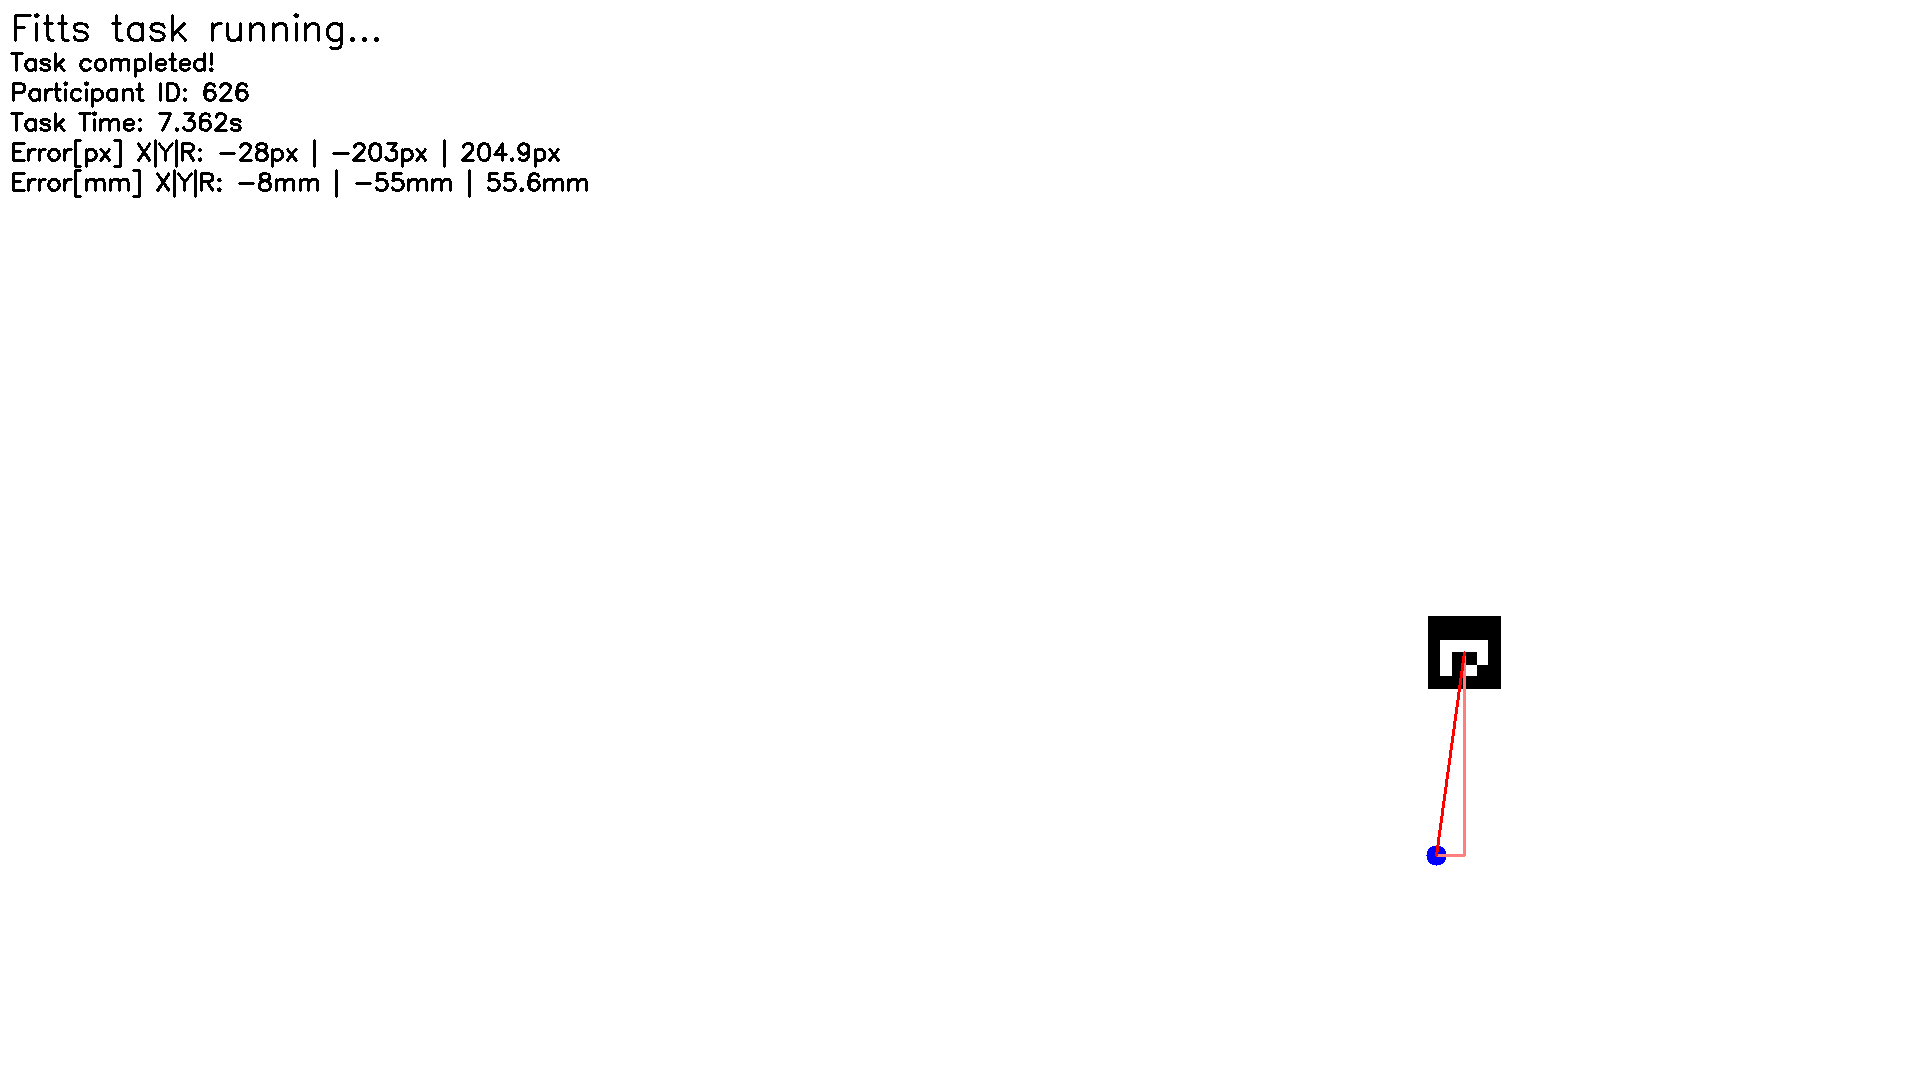 Fitts task running...
Task completed!
Participant ID: 626
Task Time: 7.362s
Error[px] X|Y|R: -28px | -203px | 204.9px
Error[mm] X|Y|R: -8mm | -55mm | 55.6mm